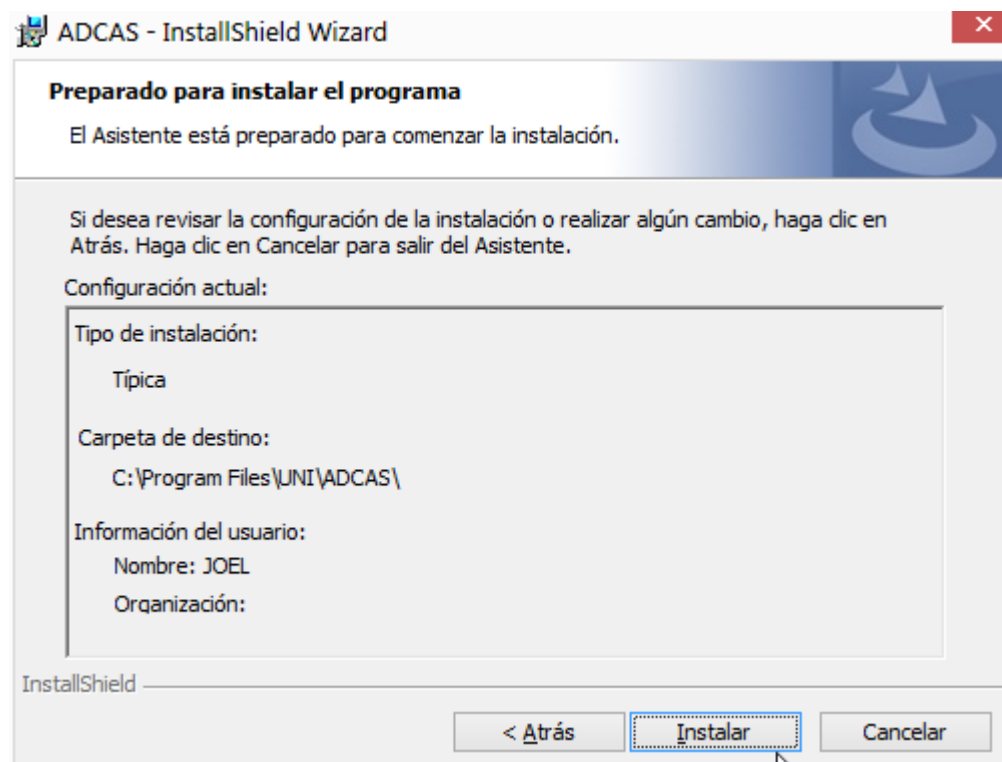 ADCAS - InstallShield Wizard
Preparado para instalar el programa
El Asistente está preparado para comenzar la instalación.
Si desea revisar la configuración de la instalación o realizar algún cambio, haga clic en
Atrás. Haga clic en Cancelar para salir del Asistente.
Configuración actual:
Tipo de instalación:
Típica
Carpeta de destino:
C:\Program Files\UNI\ADCAS\
Información del usuario:
Nombre: JOEL
Organización:
InstallShield
< Atrás Instalar Cancelar